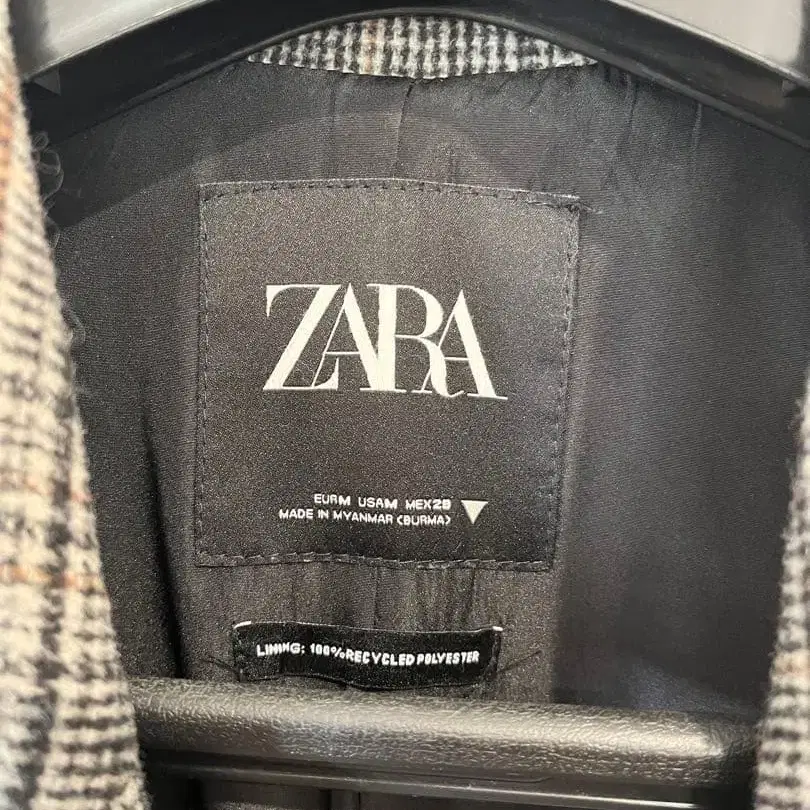 ZARA
EUR M USA M MEX 28
MADE IN MYANMAR (BURMA)
LINING: 100% RECYCLED POLYESTER